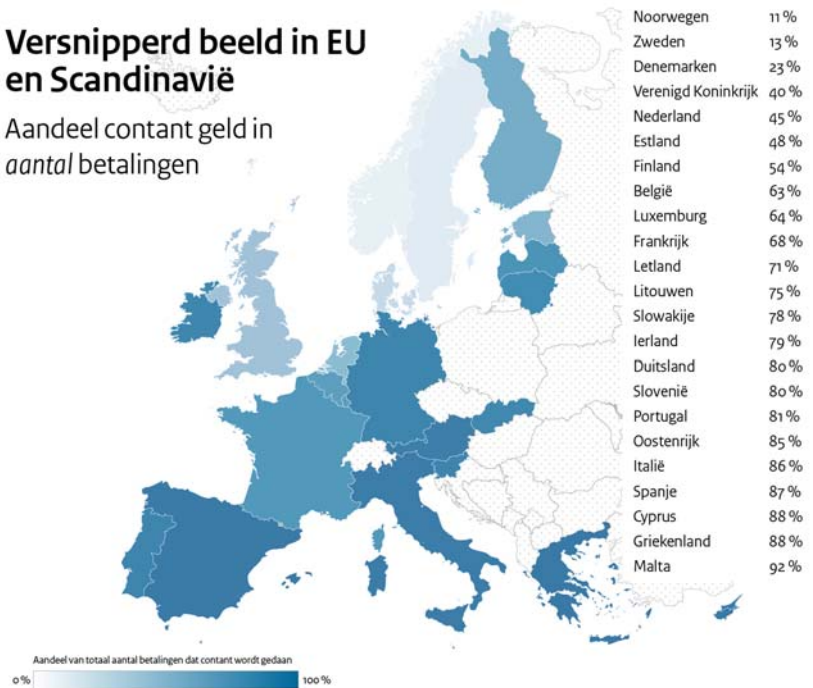 Versnipperd beeld in EU
en Scandinavië
Aandeel contant geld in
aantal betalingen
Noorwegen 11 %
Zweden 13 %
Denemarken 23 %
Verenigd Koninkrijk 40 %
Nederland 45 %
Estland 48 %
Finland 54 %
België 63 %
Luxemburg 64 %
Frankrijk 68 %
Letland 71 %
Litouwen 75 %
Slowakije 78 %
Ierland 79 %
Duitsland 80 %
Slovenië 80 %
Portugal 81 %
Oostenrijk 85 %
Italië 86 %
Spanje 87 %
Cyprus 88 %
Griekenland 88 %
Malta 92 %
Aandeel van totaal aantal betalingen dat contant wordt gedaan
0 % 100 %